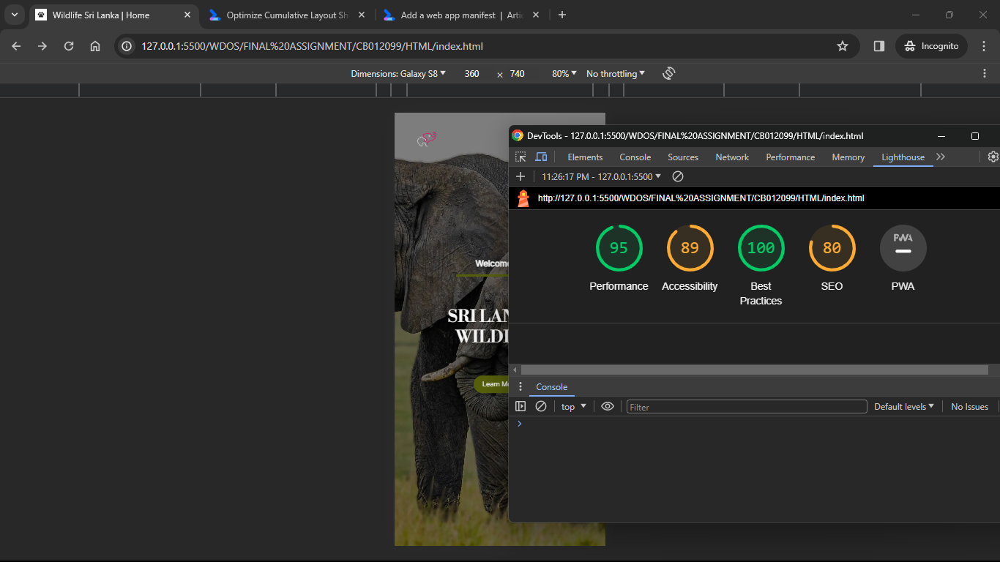 Wildlife Sri Lanka | Home
Optimize Cumulative Layout Sh
Add a web app manifest | Artic
127.0.0.1:5500/WDOS/FINAL%20ASSIGNMENT/CB012099/HTML/index.html
Incognito
Dimensions: Galaxy S8 360 × 740 80% No throttling
DevTools - 127.0.0.1:5500/WDOS/FINAL%20ASSIGNMENT/CB012099/HTML/index.html
Elements Console Sources Network Performance Memory Lighthouse
11:26:17 PM - 127.0.0.1:5500
http://127.0.0.1:5500/WDOS/FINAL%20ASSIGNMENT/CB012099/HTML/index.html
95 89 100 80 PWA
Performance Accessibility Best Practices SEO PWA
Welcome
SRI LAN
WILDL
Learn Mo
Console
top Filter Default levels No Issues